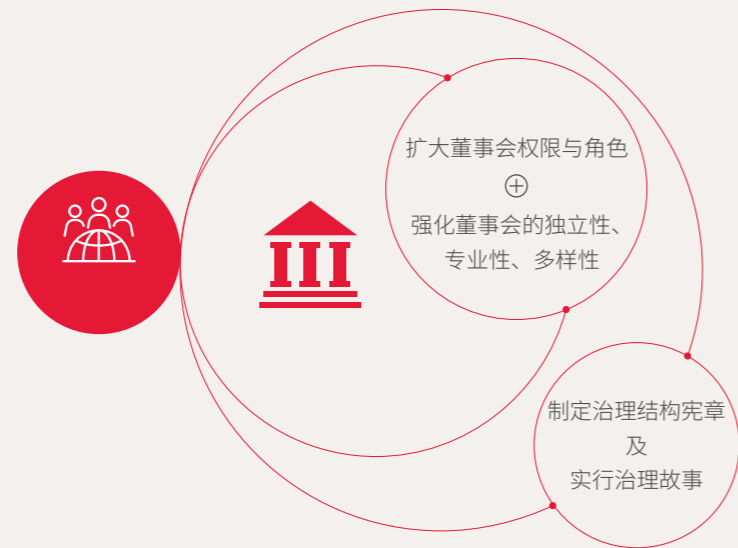 扩大董事会权限与角色
⊕
强化董事会的独立性、
专业性、多样性
制定治理结构宪章
及
实行治理故事